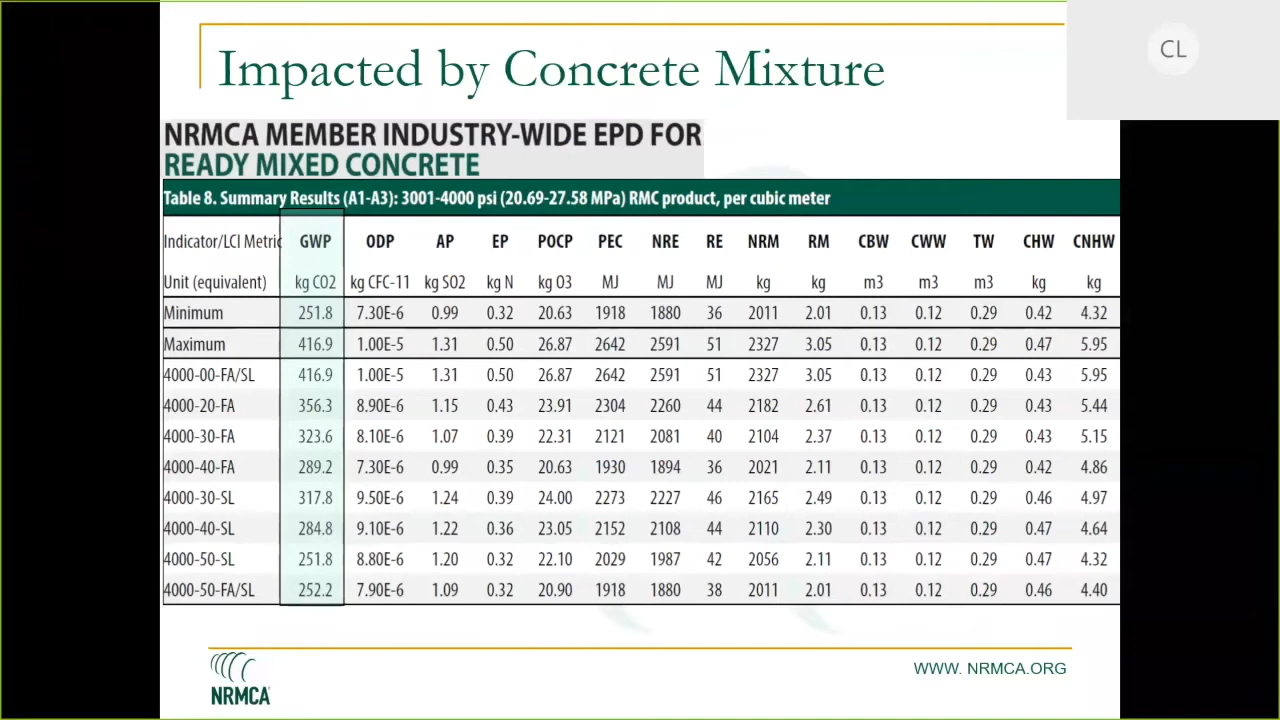 CL
Impacted by Concrete Mixture
NRMCA MEMBER INDUSTRY-WIDE EPD FOR
READY MIXED CONCRETE
Table 8. Summary Results (A1-A3): 3001-4000 psi (20.69-27.58 MPa) RMC product, per cubic meter
Indicator/LCI Metric GWP ODP AP EP POCP PEC NRE RE NRM RM CBW CWW TW CHW CNHW
Unit (equivalent) kg CO2 kg CFC-11 kg SO2 kg N kg O3 MJ MJ MJ kg kg m3 m3 m3 kg kg
Minimum 251.8 7.30E-6 0.99 0.32 20.63 1918 1880 36 2011 2.01 0.13 0.12 0.29 0.42 4.32
Maximum 416.9 1.00E-5 1.31 0.50 26.87 2642 2591 51 2327 3.05 0.13 0.12 0.29 0.47 5.95
4000-00-FA/SL 416.9 1.00E-5 1.31 0.50 26.87 2642 2591 51 2327 3.05 0.13 0.12 0.29 0.43 5.95
4000-20-FA 356.3 8.90E-6 1.15 0.43 23.91 2304 2260 44 2182 2.61 0.13 0.12 0.29 0.43 5.44
4000-30-FA 323.6 8.10E-6 1.07 0.39 22.31 2121 2081 40 2104 2.37 0.13 0.12 0.29 0.43 5.15
4000-40-FA 289.2 7.30E-6 0.99 0.35 20.63 1930 1894 36 2021 2.11 0.13 0.12 0.29 0.42 4.86
4000-30-SL 317.8 9.50E-6 1.24 0.39 24.00 2273 2227 46 2165 2.49 0.13 0.12 0.29 0.46 4.97
4000-40-SL 284.8 9.10E-6 1.22 0.36 23.05 2152 2108 44 2110 2.30 0.13 0.12 0.29 0.47 4.64
4000-50-SL 251.8 8.80E-6 1.20 0.32 22.10 2029 1987 42 2056 2.11 0.13 0.12 0.29 0.47 4.32
4000-50-FA/SL 252.2 7.90E-6 1.09 0.32 20.90 1918 1880 38 2011 2.01 0.13 0.12 0.29 0.46 4.40
NRMCA
WWW. NRMCA.ORG